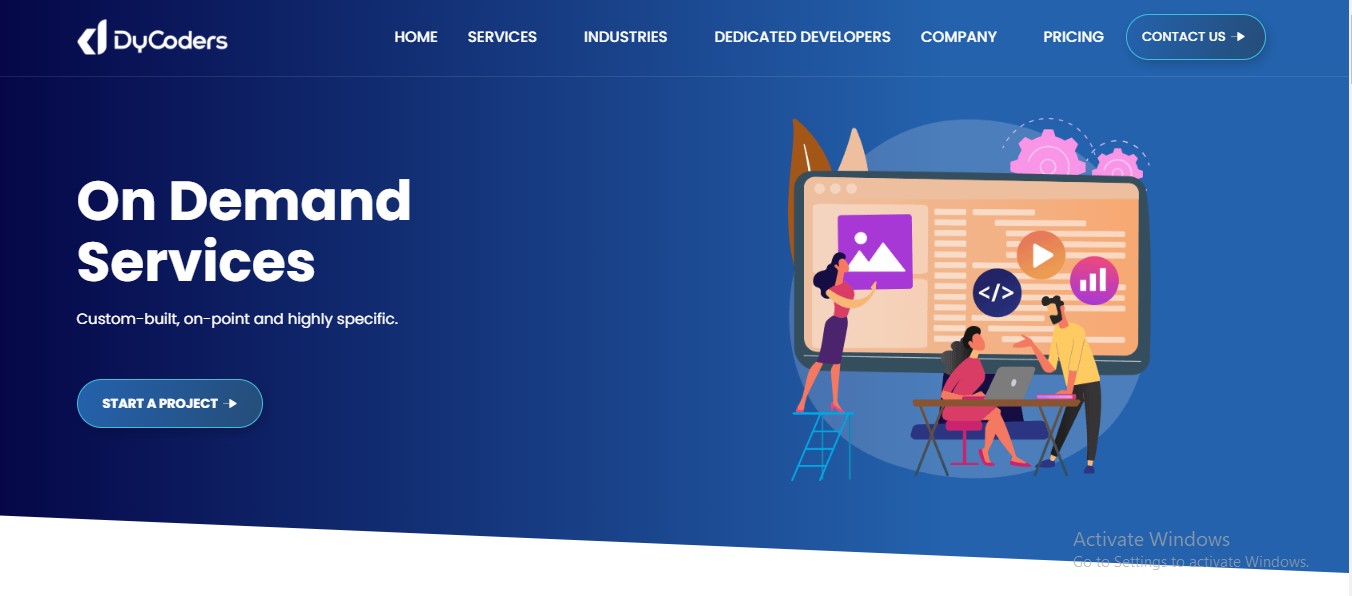 DyCoders
HOME SERVICES INDUSTRIES DEDICATED DEVELOPERS COMPANY PRICING CONTACT US
On Demand
Services
Custom-built, on-point and highly specific.
START A PROJECT
</>
Activate Windows
Go to Settings to activate Windows.